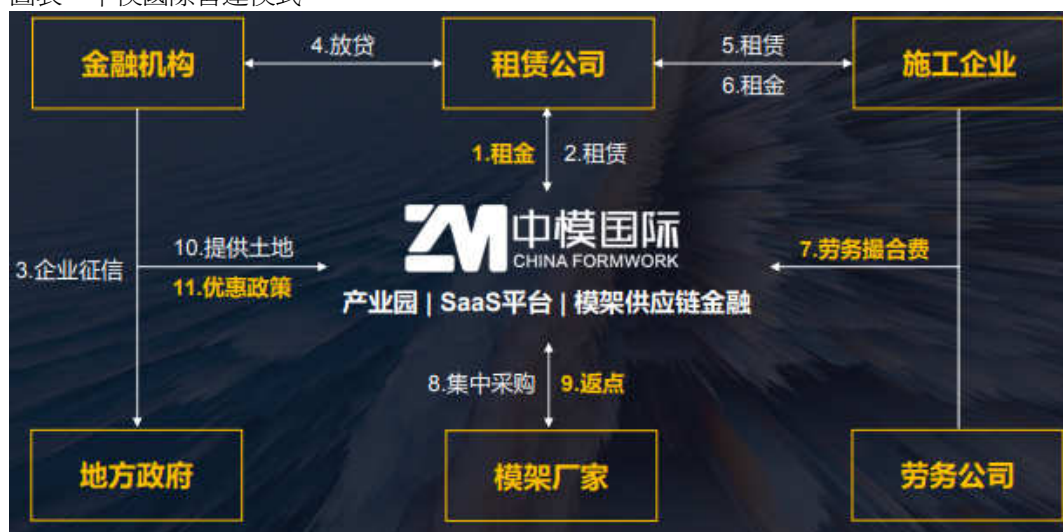 金融机构
4.放贷
租赁公司
5.租赁
6.租金
施工企业
1.租金
2.租赁
ZM
中模国际
CHINA FORMWORK
产业园 | SaaS平台 | 模架供应链金融
3.企业征信
10.提供土地
11.优惠政策
7.劳务撮合费
8.集中采购
9.返点
地方政府
模架厂家
劳务公司